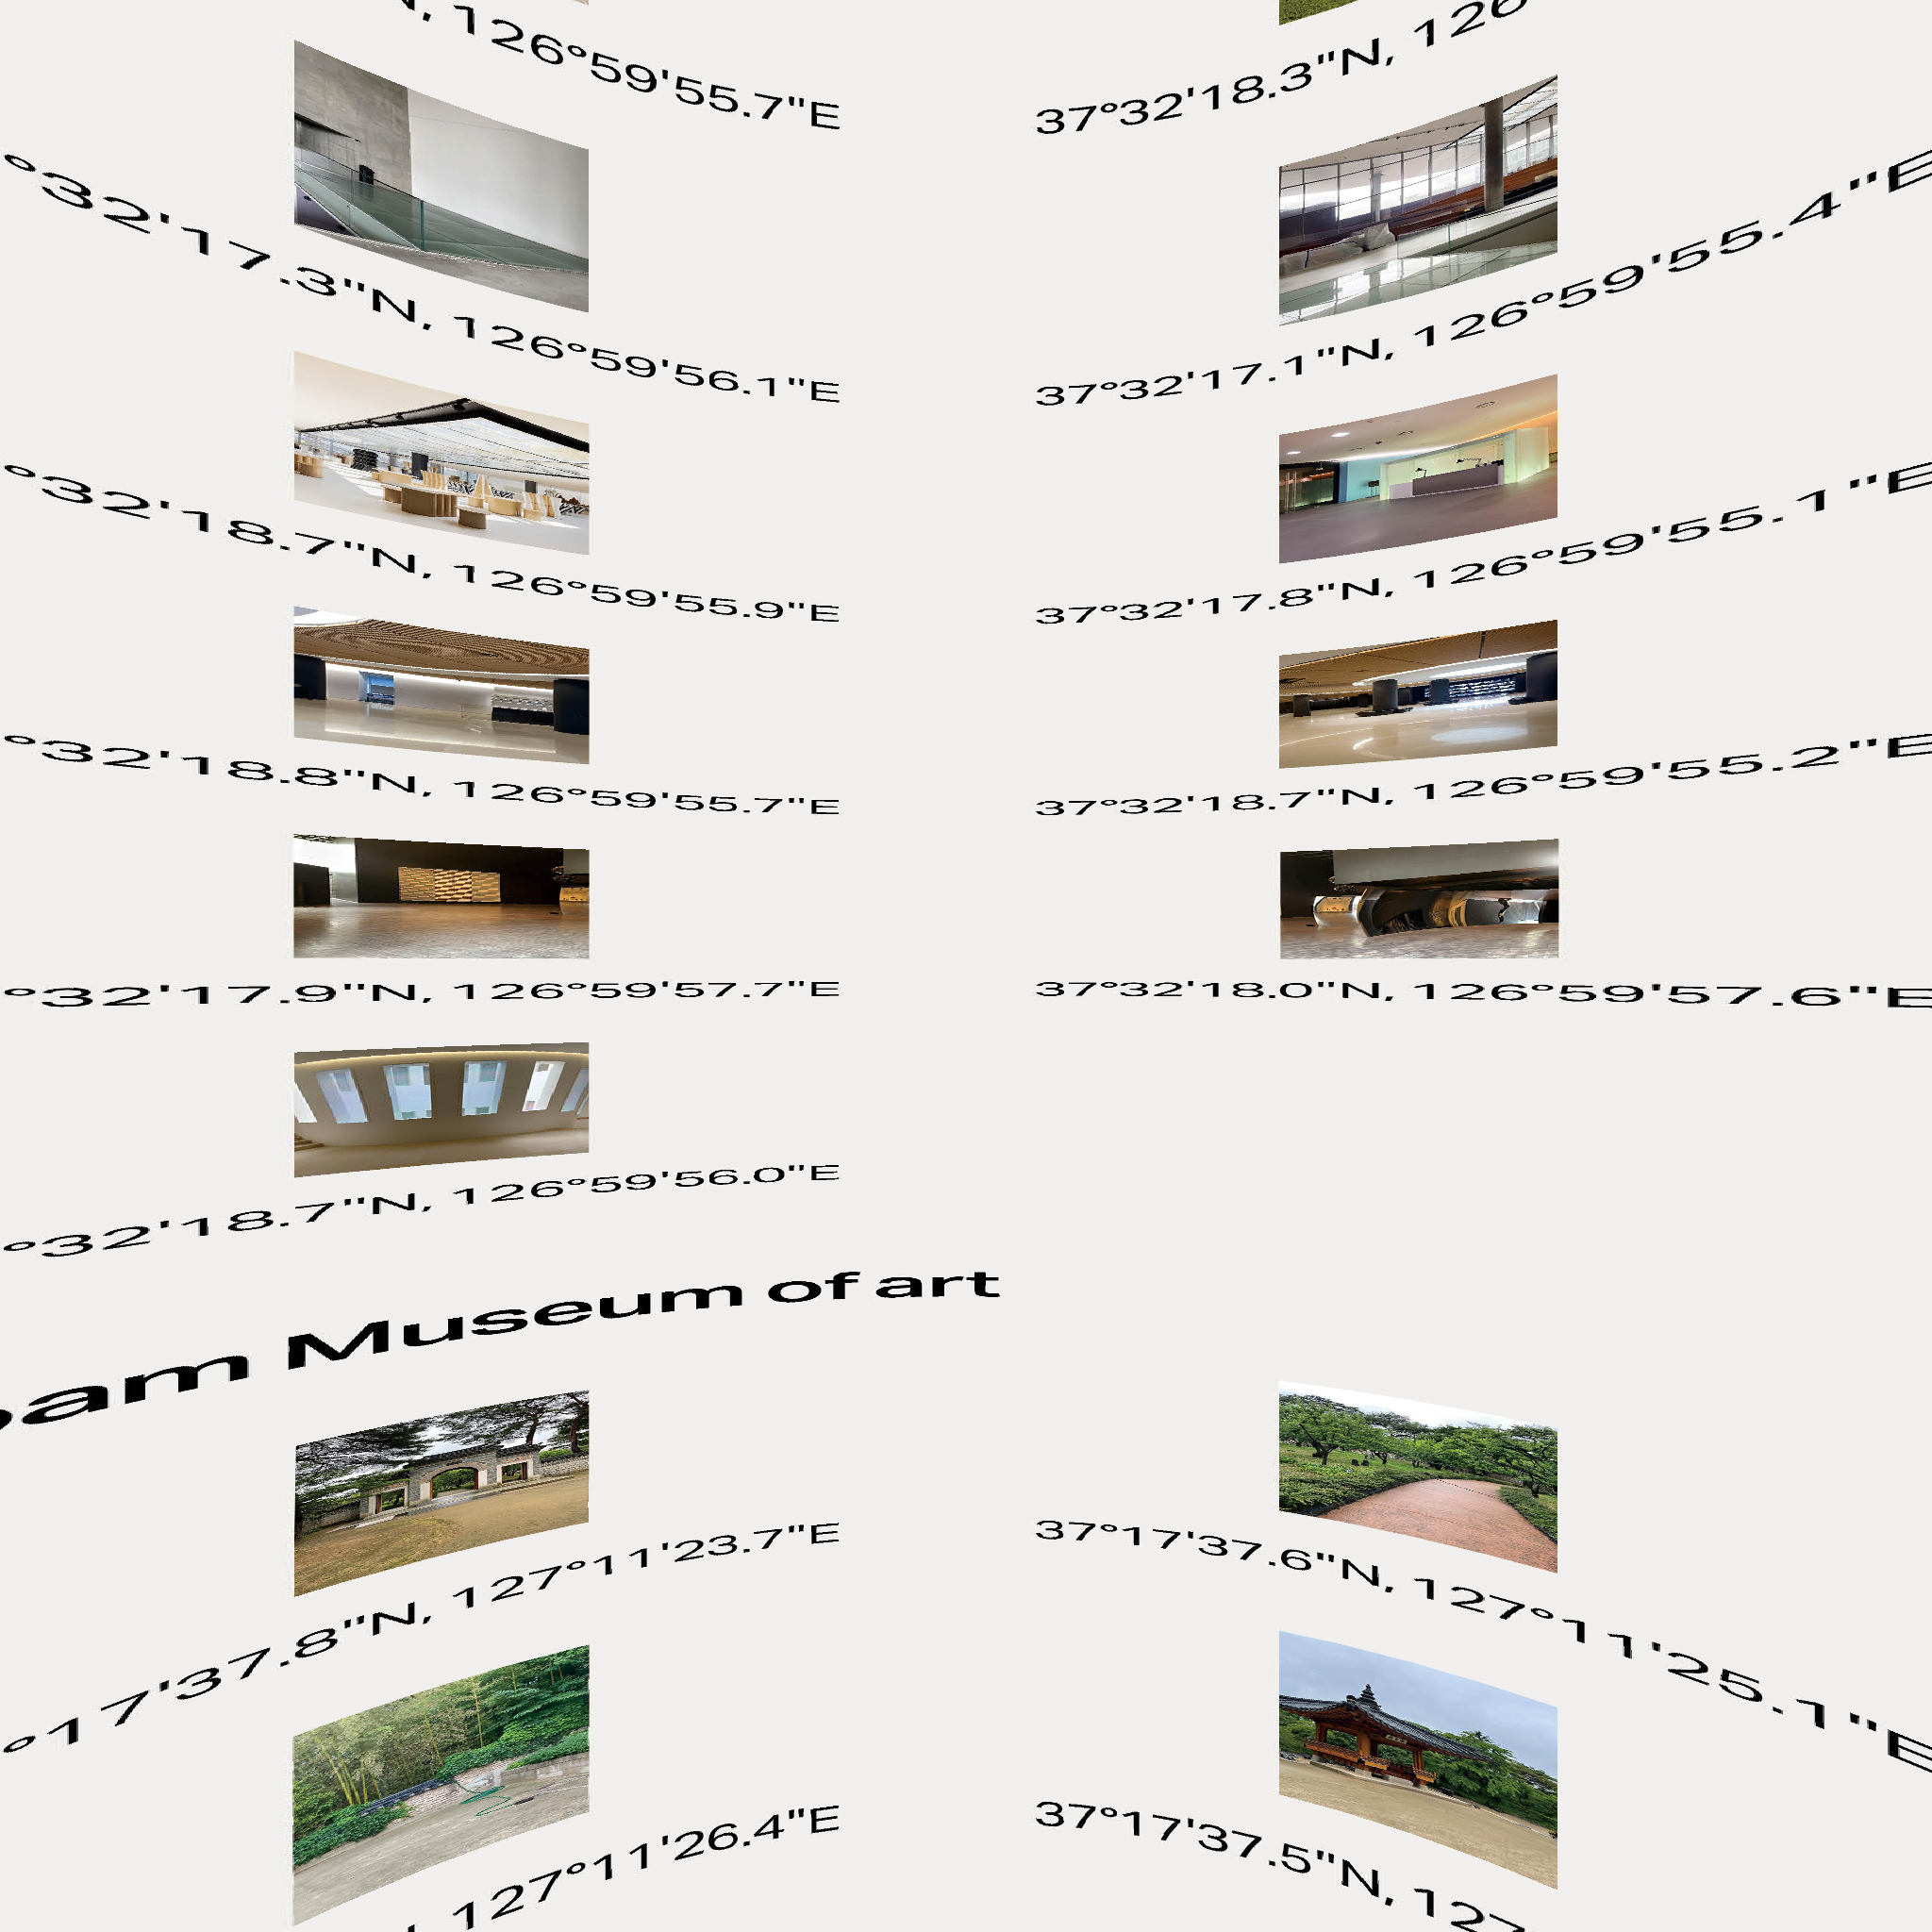 126°59'55.7"E
37°32'18.3"N, 126
°32'17.3"N, 126°59'56.1"E
37°32'17.1"N, 126°59'55.4"E
°32'18.7"N, 126°59'55.9"E
37°32'17.8"N, 126°59'55.1"E
°32'18.8"N, 126°59'55.7"E
37°32'18.7"N, 126°59'55.2"E
°32'17.9"N, 126°59'57.7"E
37°32'18.0"N, 126°59'57.6"E
°32'18.7"N, 126°59'56.0"E
Museum of art
°17'37.8"N, 127°11'23.7"E
37°17'37.6"N, 127°11'25.1"E
127°11'26.4"E
37°17'37.5"N, 127